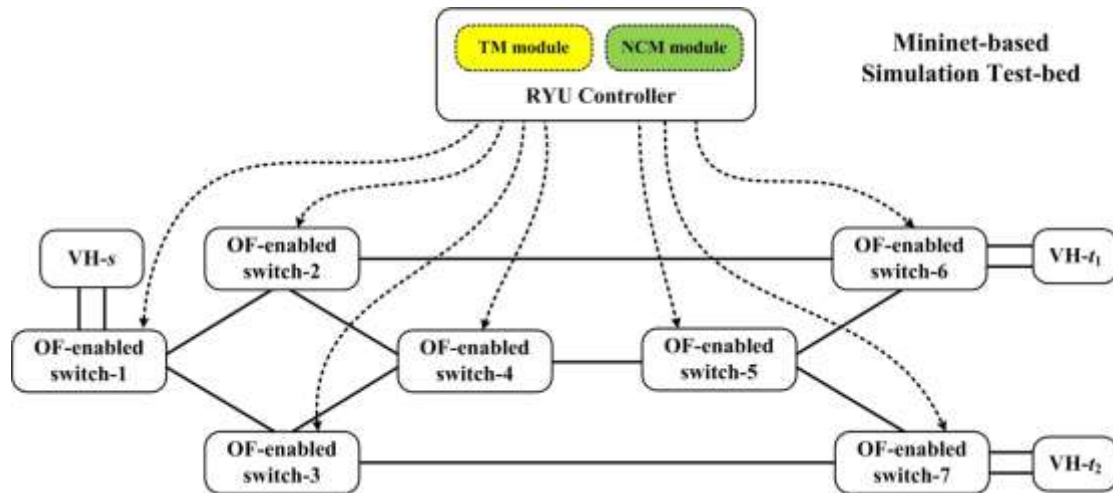 TM module
NCM module
RYU Controller
Mininet-based
Simulation Test-bed
VH-s
OF-enabled
switch-1
OF-enabled
switch-2
OF-enabled
switch-3
OF-enabled
switch-4
OF-enabled
switch-5
OF-enabled
switch-6
OF-enabled
switch-7
VH-t₁
VH-t₂